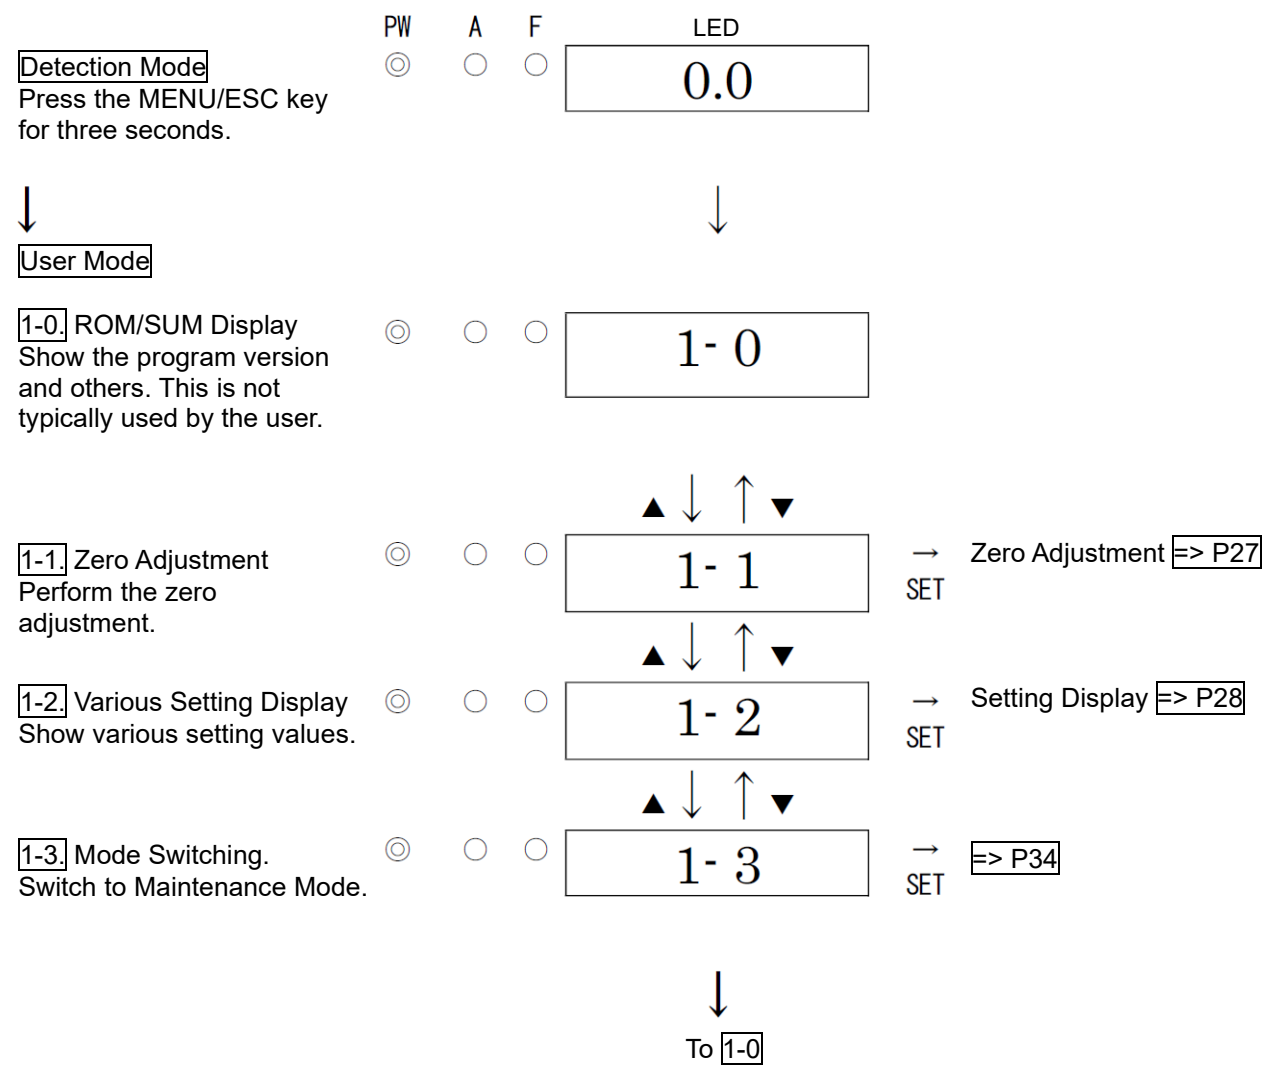 PW A F LED
Detection Mode
Press the MENU/ESC key
for three seconds.
◎ ○ ○ 0.0
↓ ↓
User Mode
1-0. ROM/SUM Display
Show the program version
and others. This is not
typically used by the user.
◎ ○ ○ 1- 0
▲ ↓ ↑ ▼
1-1. Zero Adjustment
Perform the zero
adjustment.
◎ ○ ○ 1- 1 → Zero Adjustment => P27
SET
▲ ↓ ↑ ▼
1-2. Various Setting Display
Show various setting values.
◎ ○ ○ 1- 2 → Setting Display => P28
SET
▲ ↓ ↑ ▼
1-3. Mode Switching.
Switch to Maintenance Mode.
◎ ○ ○ 1- 3 → => P34
SET
↓
To 1-0